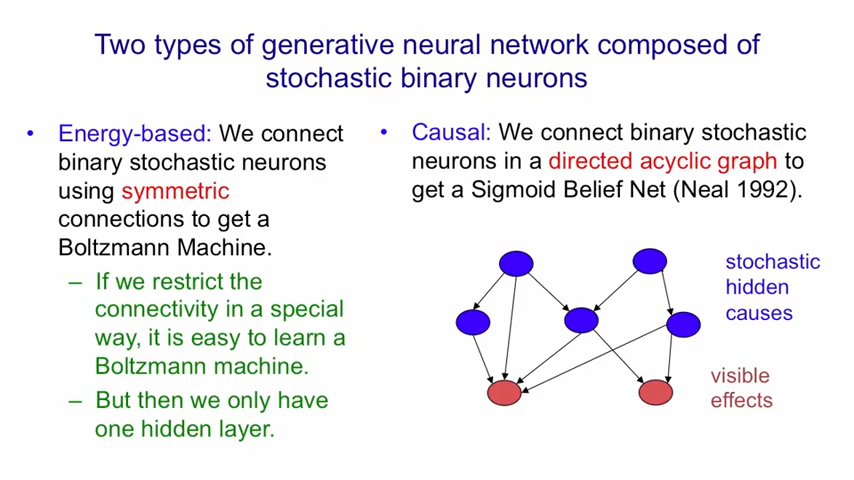 Two types of generative neural network composed of
stochastic binary neurons
• Energy-based: We connect
binary stochastic neurons
using symmetric
connections to get a
Boltzmann Machine.
– If we restrict the
connectivity in a special
way, it is easy to learn a
Boltzmann machine.
– But then we only have
one hidden layer.
• Causal: We connect binary stochastic
neurons in a directed acyclic graph to
get a Sigmoid Belief Net (Neal 1992).
stochastic
hidden
causes
visible
effects